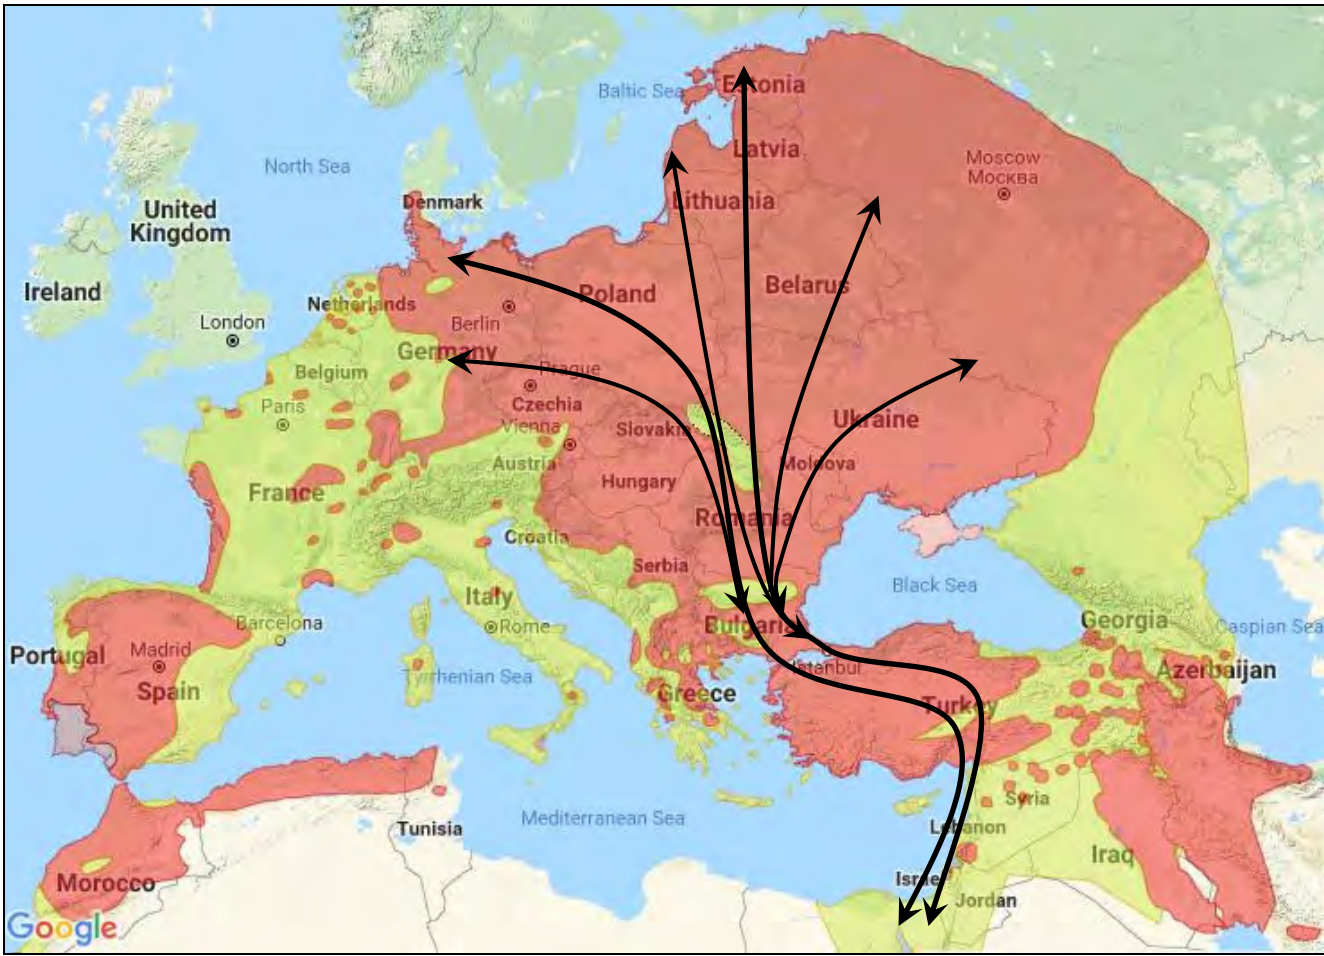 Estonia
Baltic Sea
Latvia
Moscow
Москва
North Sea
Denmark
Lithuania
United
Kingdom
Ireland
Belarus
Poland
Netherlands
London
Berlin
Germany
Belgium
Prague
Paris
Czechia
Ukraine
Vienna
Slovakia
Austria
Moldova
Hungary
France
Romania
Croatia
Serbia
Black Sea
Italy
Barcelona
Rome
Bulgaria
Georgia
Caspian Sea
Portugal
Madrid
Istanbul
Azerbaijan
Tyrrhenian Sea
Spain
Greece
Turkey
Syria
Mediterranean Sea
Tunisia
Lebanon
Iraq
Morocco
Israel
Jordan
Google